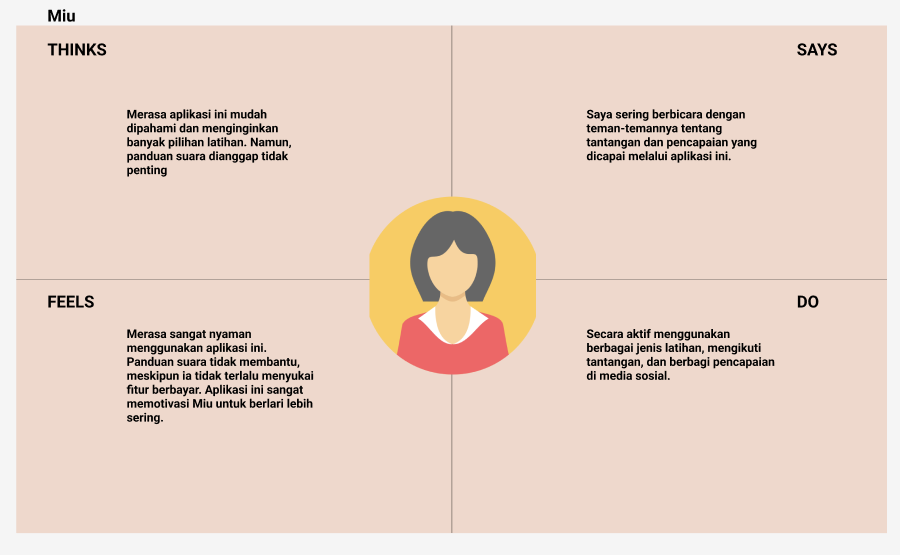 Miu
THINKS
Merasa aplikasi ini mudah
dipahami dan menginginkan
banyak pilihan latihan. Namun,
panduan suara dianggap tidak
penting
SAYS
Saya sering berbicara dengan
teman-temannya tentang
tantangan dan pencapaian yang
dicapai melalui aplikasi ini.
FEELS
Merasa sangat nyaman
menggunakan aplikasi ini.
Panduan suara tidak membantu,
meskipun ia tidak terlalu menyukai
fitur berbayar. Aplikasi ini sangat
memotivasi Miu untuk berlari lebih
sering.
DO
Secara aktif menggunakan
berbagai jenis latihan, mengikuti
tantangan, dan berbagi pencapaian
di media sosial.